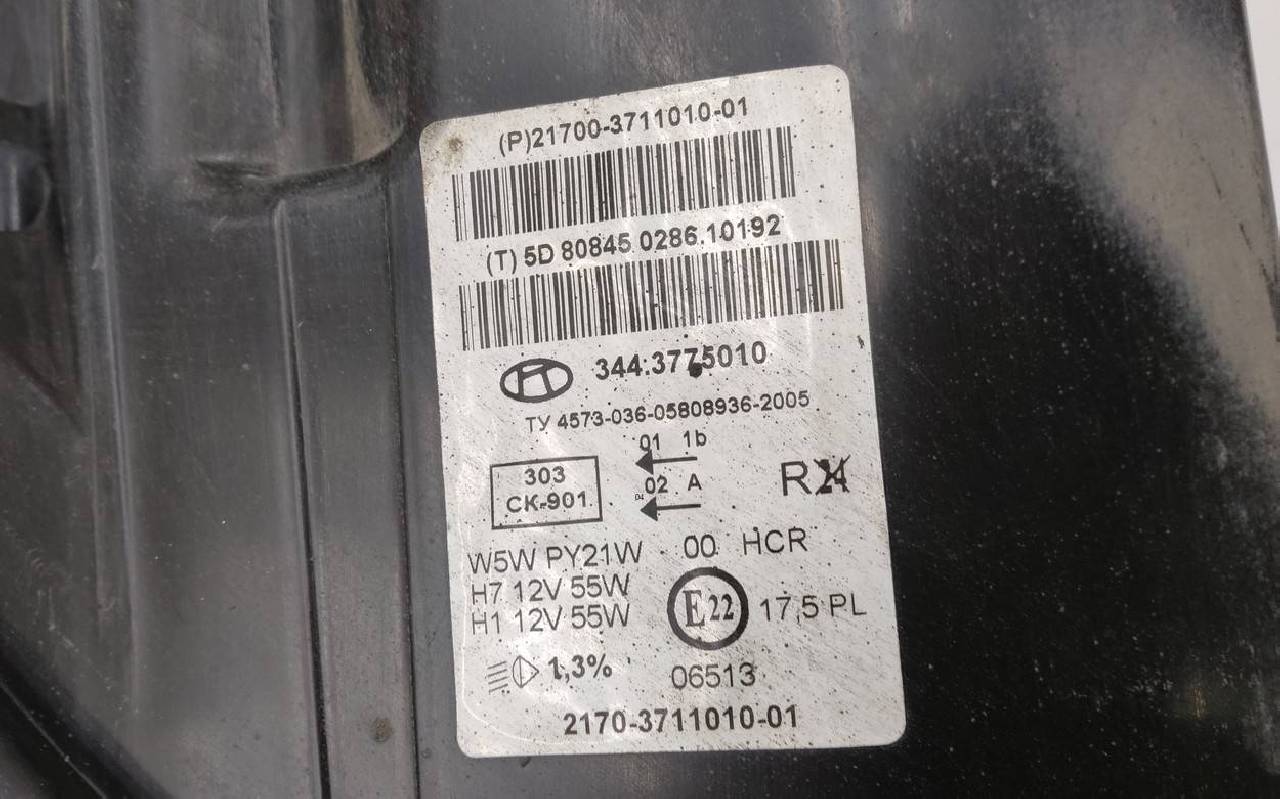 (P)21700-3711010-01
(T) 5D 80845 0286.10192
344.3775010
ТУ 4573-036-05808936-2005
01 1b
303
СК-901
02 A
W5W PY21W
00 HCR
H7 12V 55W
H1 12V 55W
E22
17,5 PL
1,3%
06513
2170-3711010-01